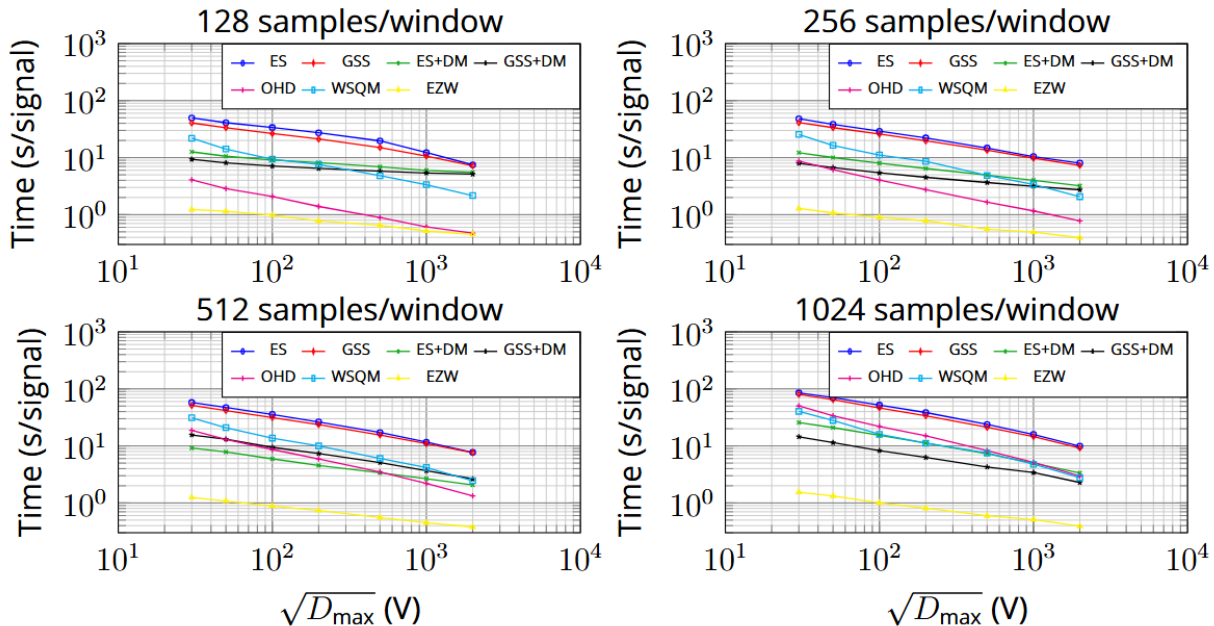 128 samples/window
Time (s/signal)
10^3
10^2
10^1
10^0
ES GSS ES+DM GSS+DM
OHD WSQM EZW
10^1 10^2 10^3 10^4
256 samples/window
Time (s/signal)
10^3
10^2
10^1
10^0
ES GSS ES+DM GSS+DM
OHD WSQM EZW
10^1 10^2 10^3 10^4
512 samples/window
Time (s/signal)
10^3
10^2
10^1
10^0
ES GSS ES+DM GSS+DM
OHD WSQM EZW
10^1 10^2 10^3 10^4
√D_max (V)
1024 samples/window
Time (s/signal)
10^3
10^2
10^1
10^0
ES GSS ES+DM GSS+DM
OHD WSQM EZW
10^1 10^2 10^3 10^4
√D_max (V)